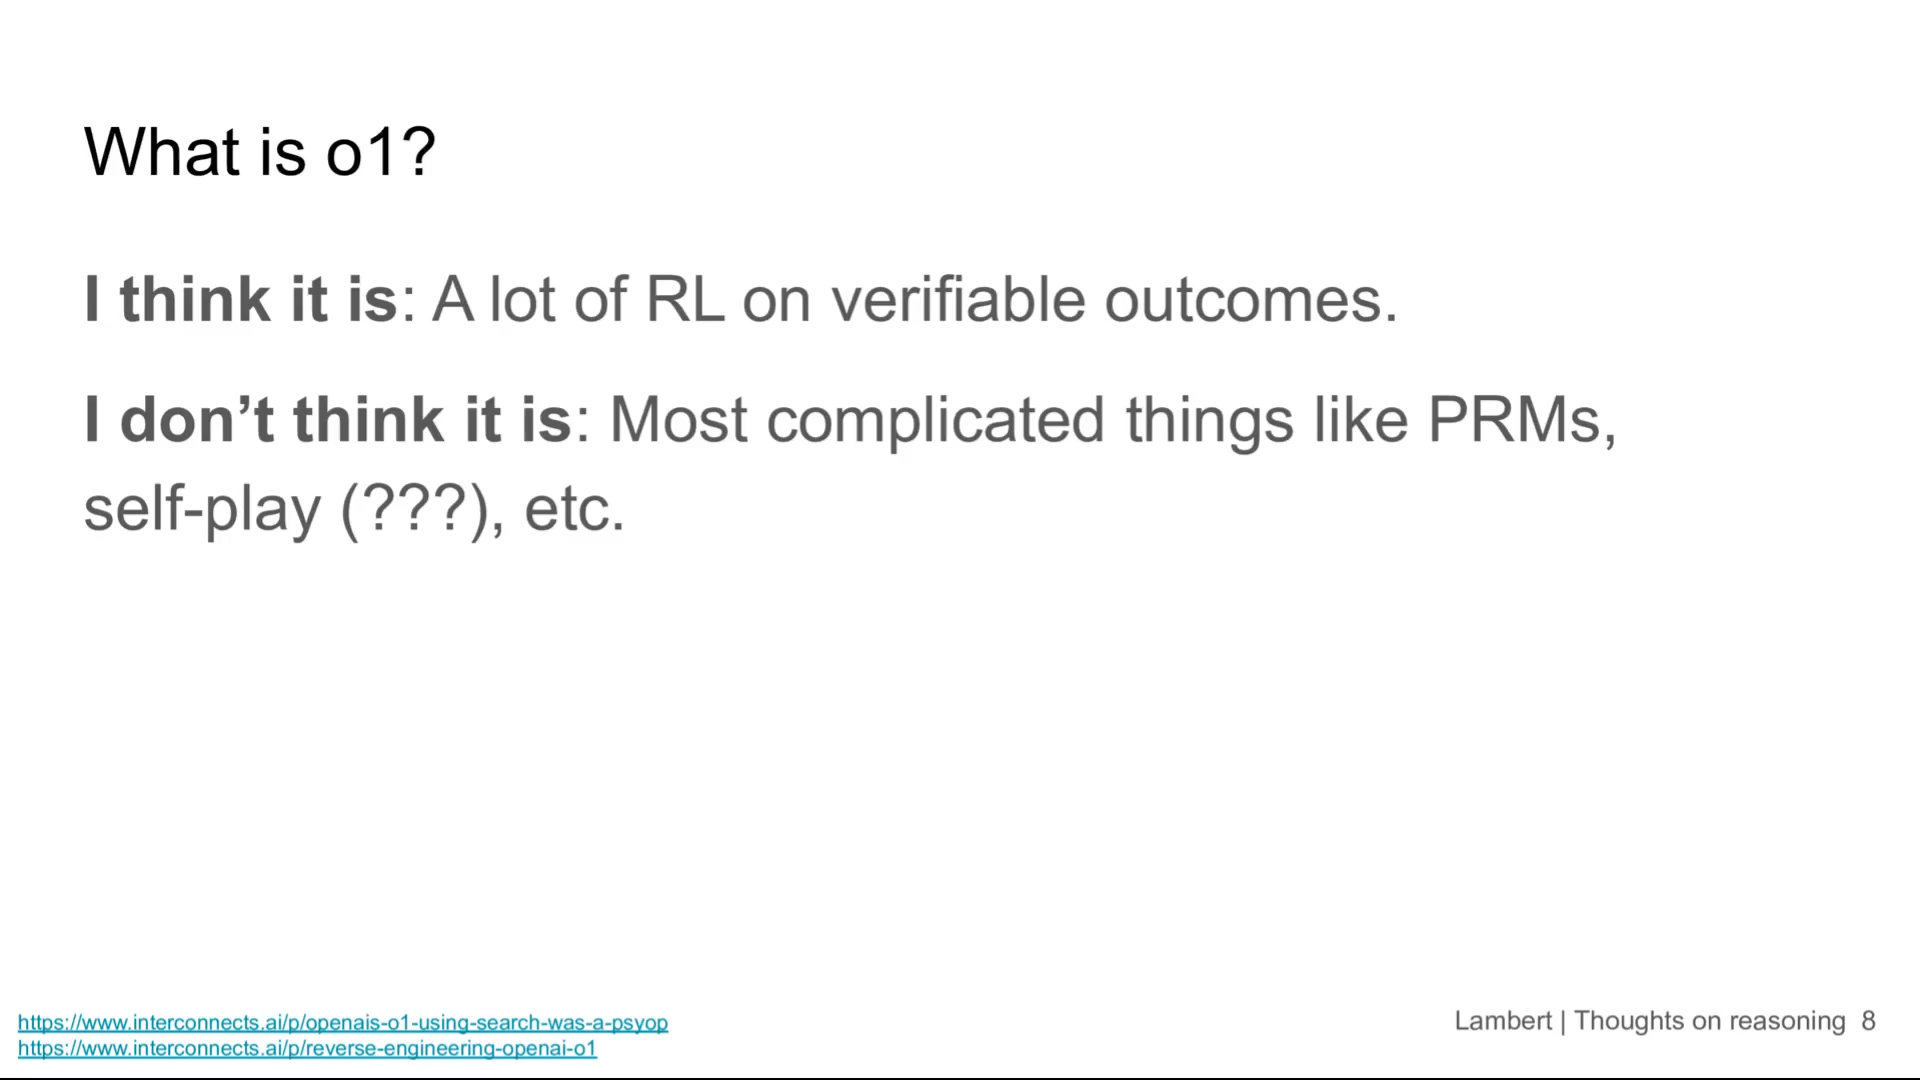 What is o1?
I think it is: A lot of RL on verifiable outcomes.
I don’t think it is: Most complicated things like PRMs,
self-play (???), etc.
https://www.interconnects.ai/p/openais-o1-using-search-was-a-psyop
https://www.interconnects.ai/p/reverse-engineering-openai-o1
Lambert | Thoughts on reasoning 8